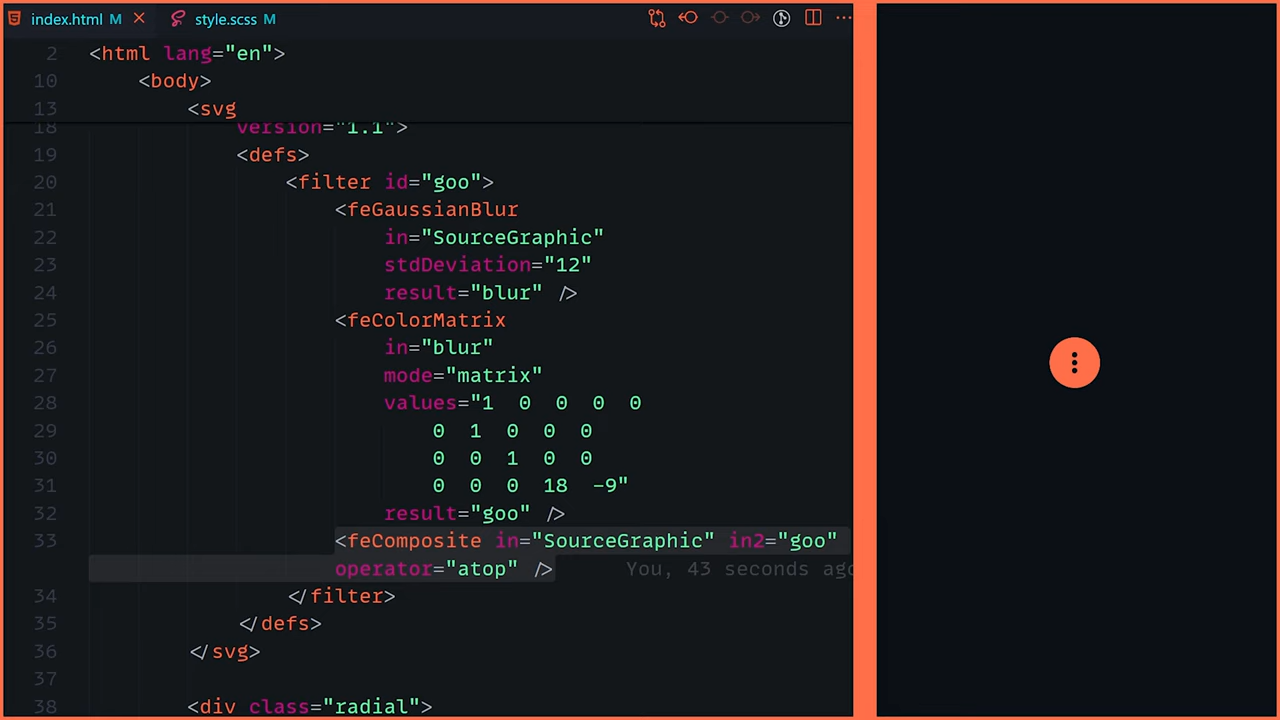 index.html M
style.scss M
2 <html lang="en">
10 <body>
13 <svg
18 version="1.1">
19 <defs>
20 <filter id="goo">
21 <feGaussianBlur
22 in="SourceGraphic"
23 stdDeviation="12"
24 result="blur" />
25 <feColorMatrix
26 in="blur"
27 mode="matrix"
28 values="1 0 0 0 0
29 0 1 0 0 0
30 0 0 1 0 0
31 0 0 0 18 -9"
32 result="goo" />
33 <feComposite in="SourceGraphic" in2="goo"
operator="atop" /> You, 43 seconds ago
34 </filter>
35 </defs>
36 </svg>
37
38 <div class="radial">